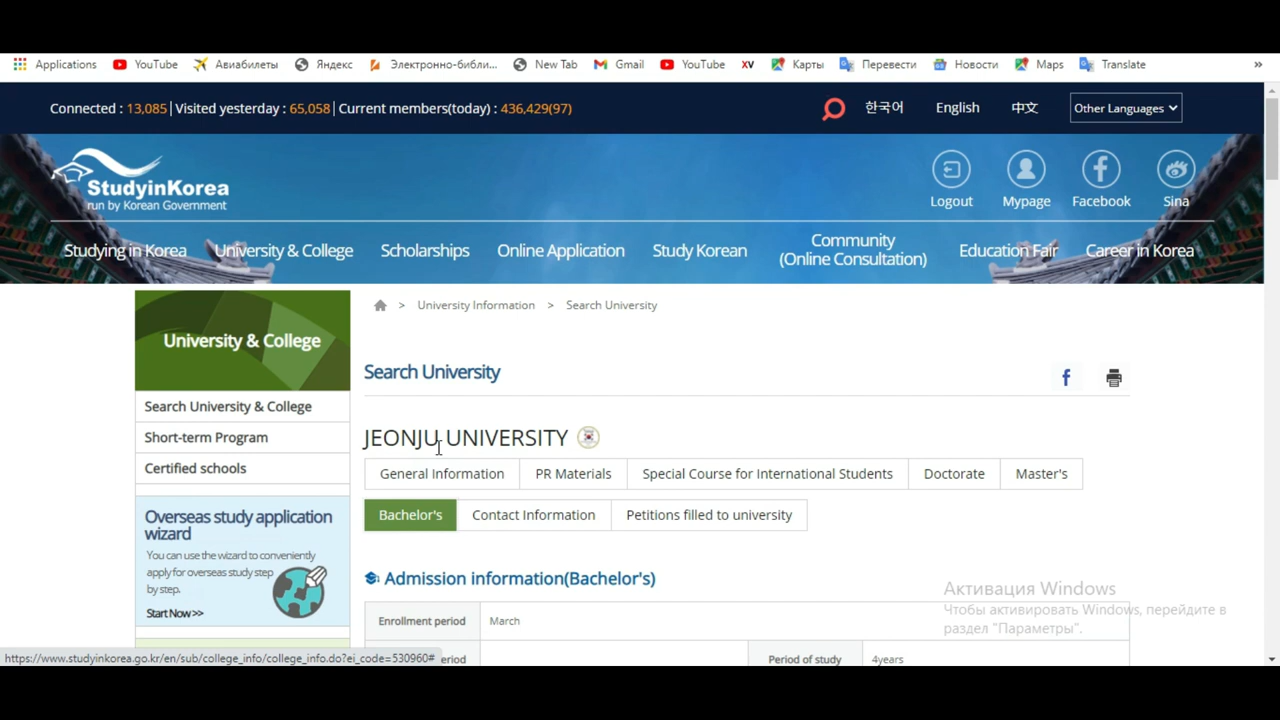 Applications YouTube Авиабилеты Яндекс Электронно-библи... New Tab Gmail YouTube XV Карты Перевести Новости Maps Translate »
Connected : 13,085 | Visited yesterday : 65,058 | Current members(today) : 436,429(97) 한국어 English 中文 Other Languages
StudyinKorea
run by Korean Government
Logout Mypage Facebook Sina
Studying in Korea University & College Scholarships Online Application Study Korean Community (Online Consultation) Education Fair Career in Korea
University & College
Search University & College
Short-term Program
Certified schools
Overseas study application
wizard
You can use the wizard to conveniently
apply for overseas study step
by step.
Start Now >>
> University Information > Search University
Search University
JEONJU UNIVERSITY
General Information PR Materials Special Course for International Students Doctorate Master's
Bachelor's Contact Information Petitions filled to university
Admission information(Bachelor's)
Enrollment period March
Period of study 4years
Активация Windows
Чтобы активировать Windows, перейдите в
раздел "Параметры".
https://www.studyinkorea.go.kr/en/sub/college_info/college_info.do?ei_code=530960#